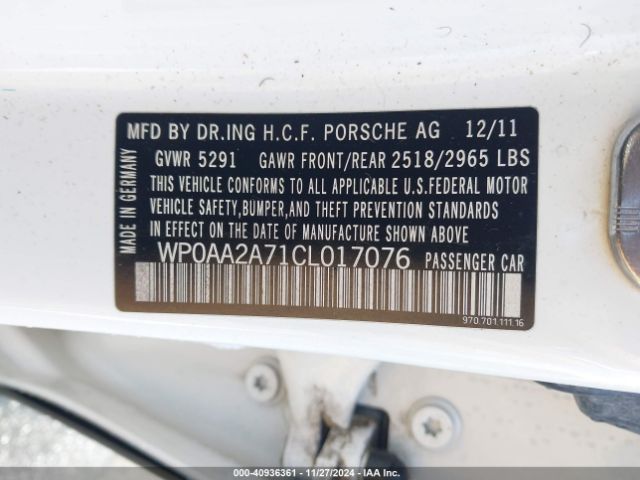 MADE IN GERMANY
MFD BY DR.ING H.C.F. PORSCHE AG 12/11
GVWR 5291 GAWR FRONT/REAR 2518/2965 LBS
THIS VEHICLE CONFORMS TO ALL APPLICABLE U.S.FEDERAL MOTOR
VEHICLE SAFETY,BUMPER,AND THEFT PREVENTION STANDARDS
IN EFFECT ON THE DATE OF MANUFACTURE SHOWN ABOVE
WP0AA2A71CL017076 PASSENGER CAR
970.701.111.16
000-40936361 - 11/27/2024 - IAA Inc.